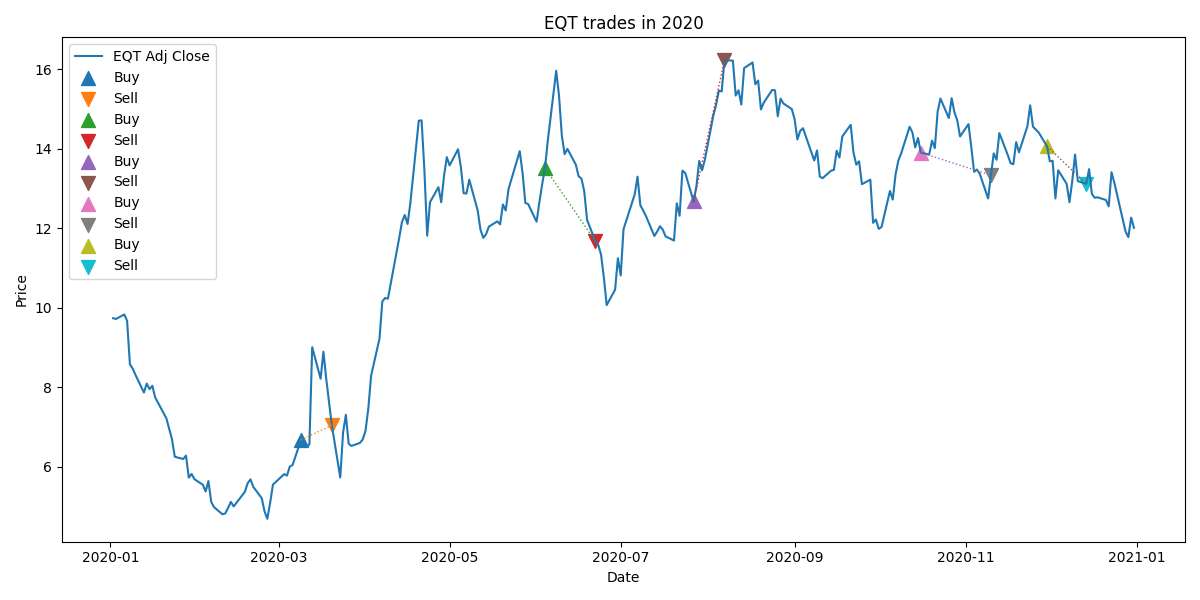 EQT trades in 2020
EQT Adj Close
Buy
Sell
Buy
Sell
Buy
Sell
Buy
Sell
Buy
Sell
16
14
12
10
8
6
Price
2020-01
2020-03
2020-05
2020-07
2020-09
2020-11
2021-01
Date